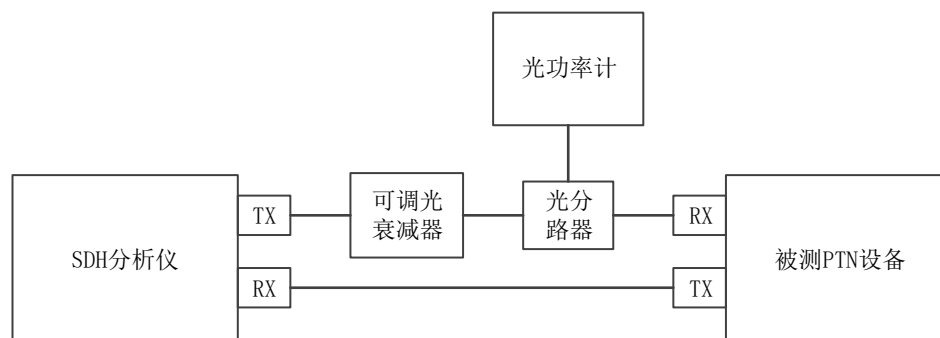 光功率计
TX
可调光
衰减器
光分
路器
RX
SDH分析仪
被测PTN设备
RX
TX